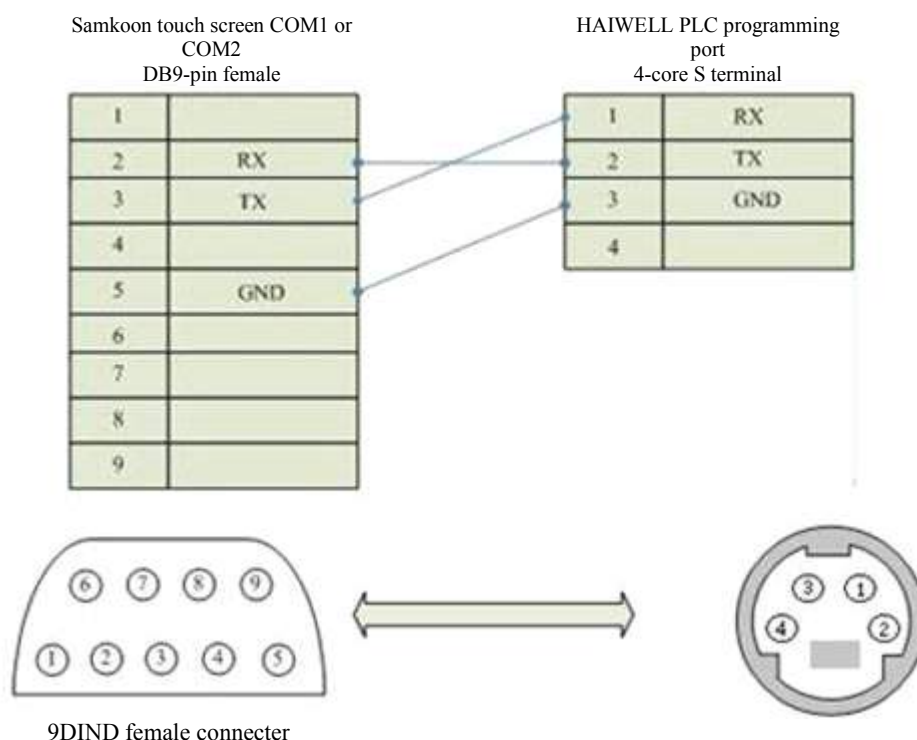 Samkoon touch screen COM1 or
COM2
DB9-pin female
HAIWELL PLC programming
port
4-core S terminal
1
2 RX
3 TX
4
5 GND
6
7
8
9
1 RX
2 TX
3 GND
4
6 7 8 9
1 2 3 4 5
3 1
4 2
9DIND female connecter